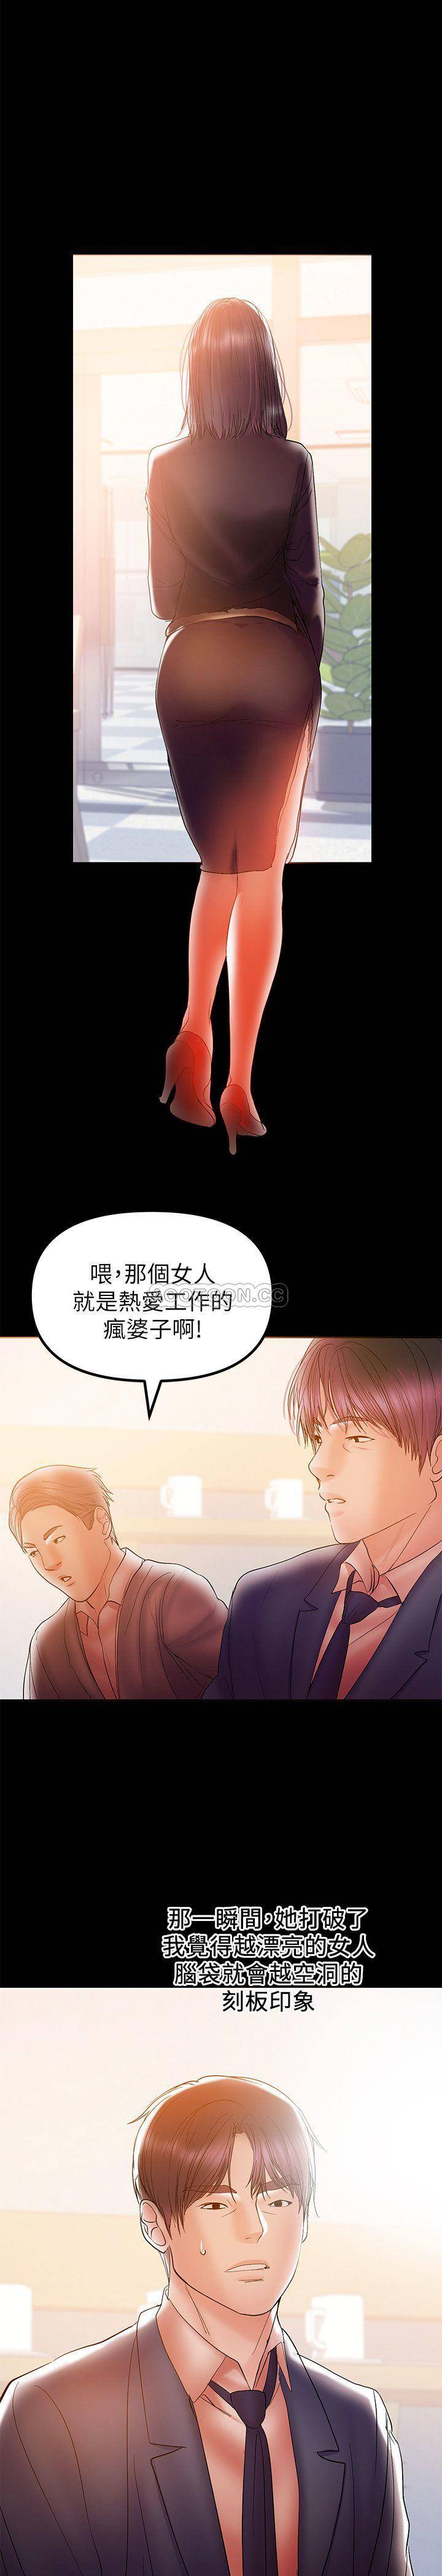 喂,那個女人
就是熱愛工作的
瘋婆子啊!
那一瞬間,她打破了
我覺得越漂亮的女人
腦袋就會越空洞的
刻板印象